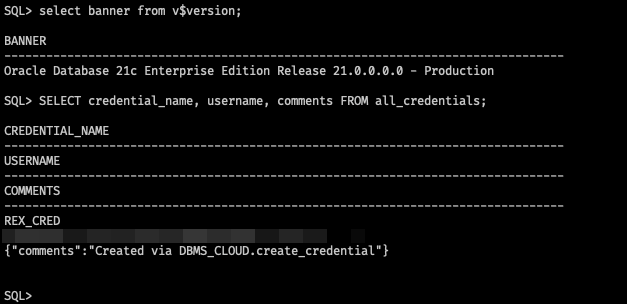 SQL> select banner from v$version;
BANNER
--------------------------------------------------------------------------------
Oracle Database 21c Enterprise Edition Release 21.0.0.0.0 - Production
SQL> SELECT credential_name, username, comments FROM all_credentials;
CREDENTIAL_NAME
--------------------------------------------------------------------------------
USERNAME
--------------------------------------------------------------------------------
COMMENTS
--------------------------------------------------------------------------------
REX_CRED
{"comments":"Created via DBMS_CLOUD.create_credential"}
SQL>